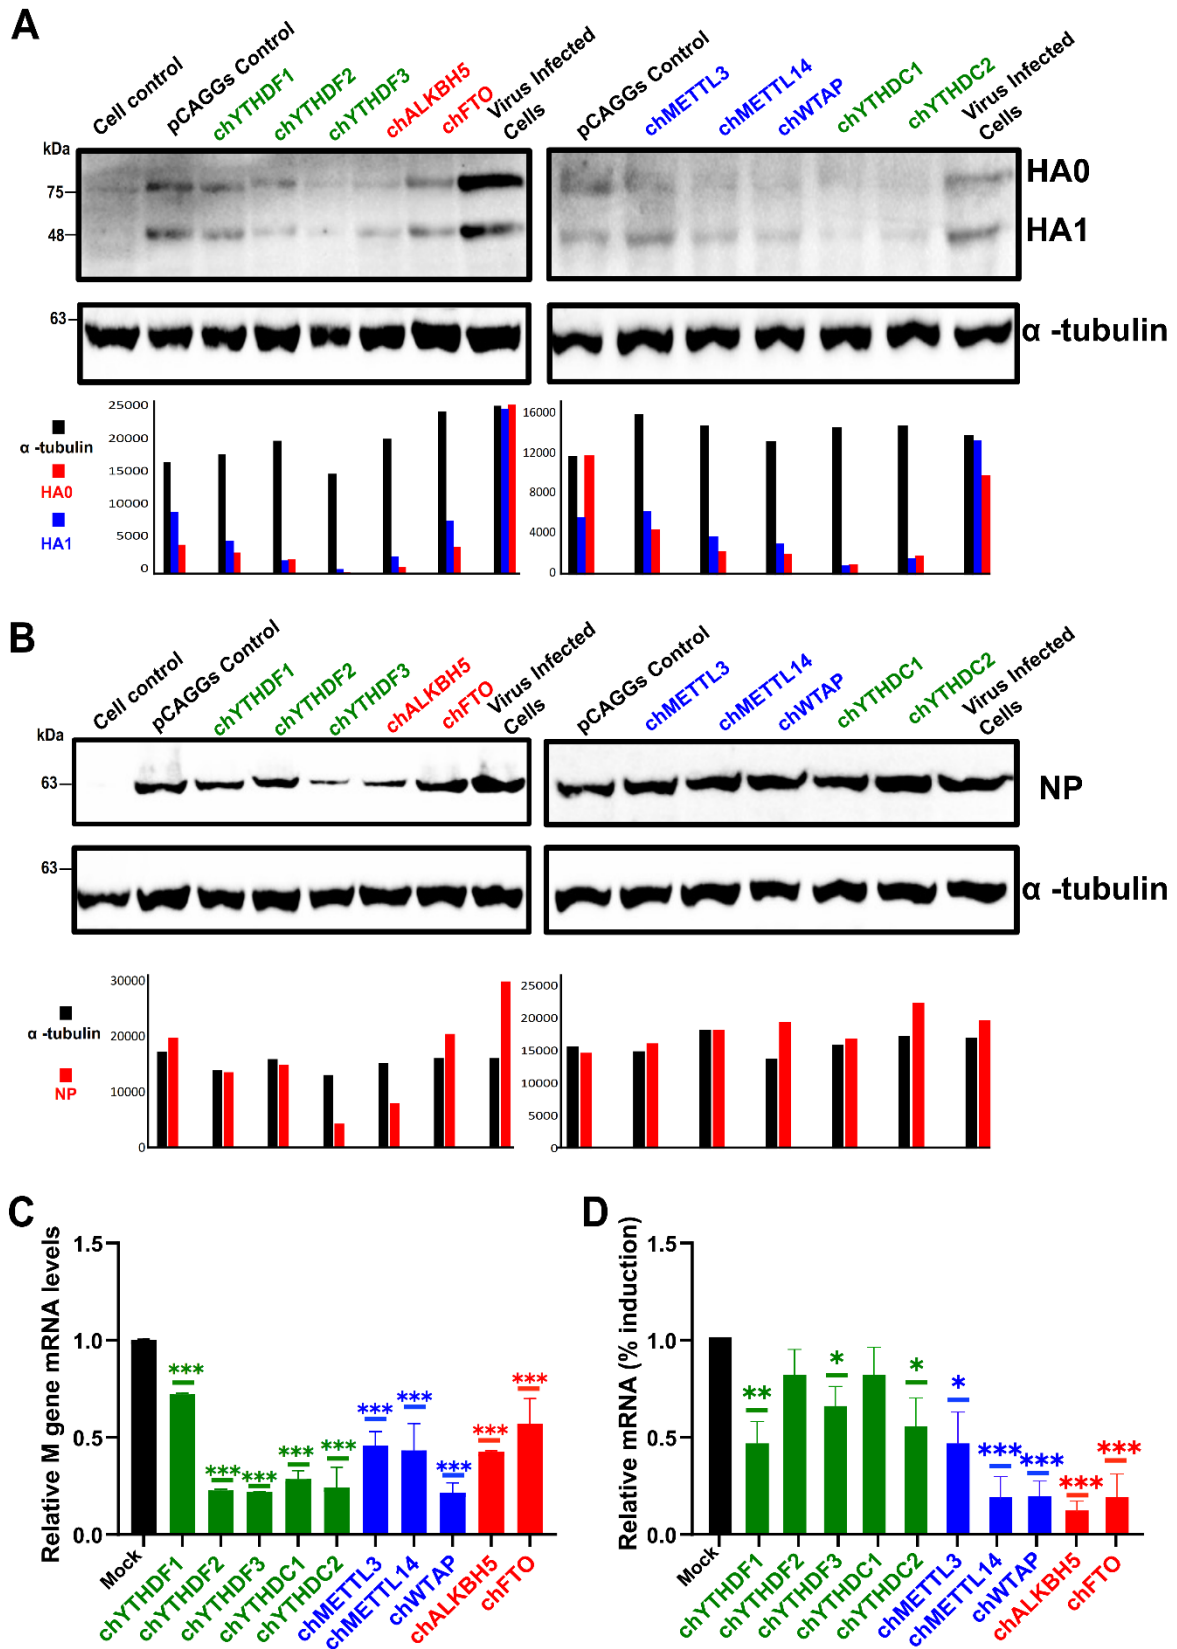 A
Cell control
pCAGGs Control
chYTHDF1
chYTHDF2
chYTHDF3
chALKBH5
chFTO
Virus Infected
Cells
pCAGGs Control
chMETTL3
chMETTL14
chWTAP
chYTHDC1
chYTHDC2
Virus Infected
Cells
kDa
75
48
HA0
HA1
63
α -tubulin
α -tubulin
HA0
HA1
25000
20000
15000
10000
5000
0
16000
12000
8000
4000
0
B
Cell control
pCAGGs Control
chYTHDF1
chYTHDF2
chYTHDF3
chALKBH5
chFTO
Virus Infected
Cells
pCAGGs Control
chMETTL3
chMETTL14
chWTAP
chYTHDC1
chYTHDC2
Virus Infected
Cells
kDa
63
NP
63
α -tubulin
α -tubulin
NP
30000
20000
10000
0
25000
20000
15000
10000
5000
0
C
Relative M gene mRNA levels
1.5
1.0
0.5
0.0
***
***
***
***
***
***
***
***
***
***
Mock
chYTHDF1
chYTHDF2
chYTHDF3
chYTHDC1
chYTHDC2
chMETTL3
chMETTL14
chWTAP
chALKBH5
chFTO
D
Relative mRNA (% induction)
1.5
1.0
0.5
0.0
**
*
*
*
***
***
***
***
Mock
chYTHDF1
chYTHDF2
chYTHDF3
chYTHDC1
chYTHDC2
chMETTL3
chMETTL14
chWTAP
chALKBH5
chFTO